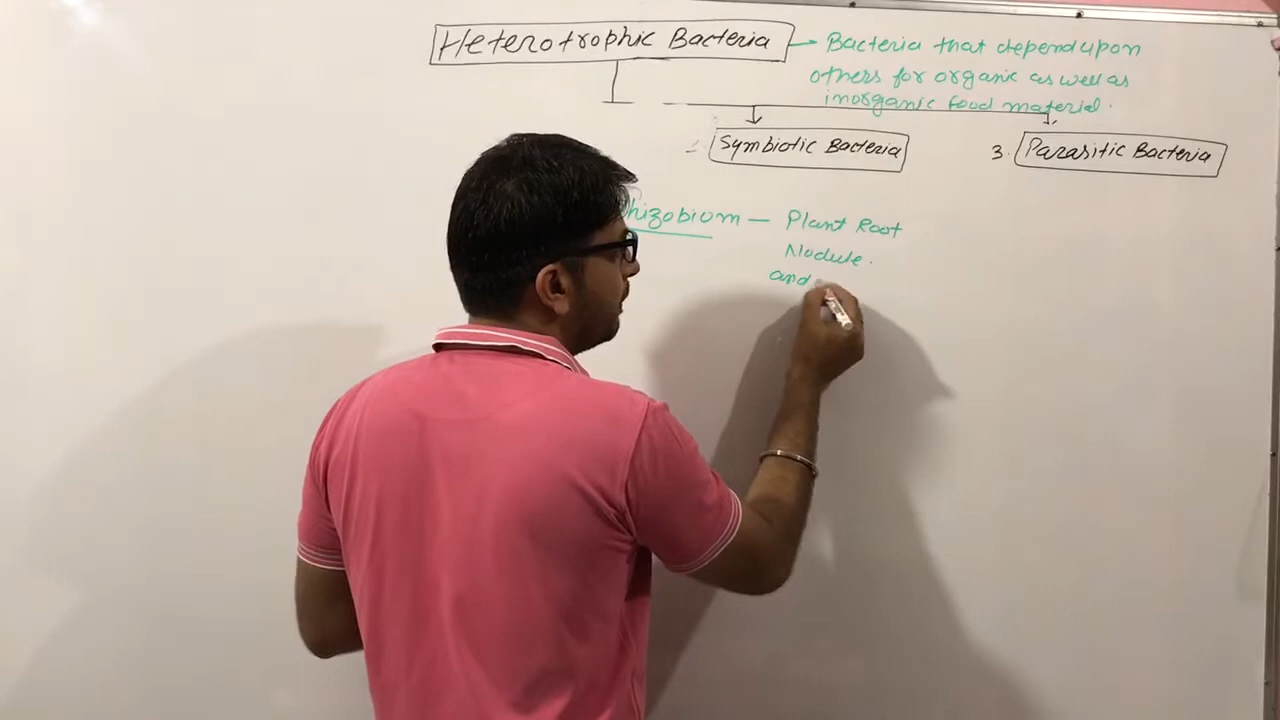 Heterotrophic Bacteria
Bacteria that depend upon
others for organic as well as
inorganic food material.
Symbiotic Bacteria
3. Parasitic Bacteria
hizobium — Plant Root
Nodule.
and